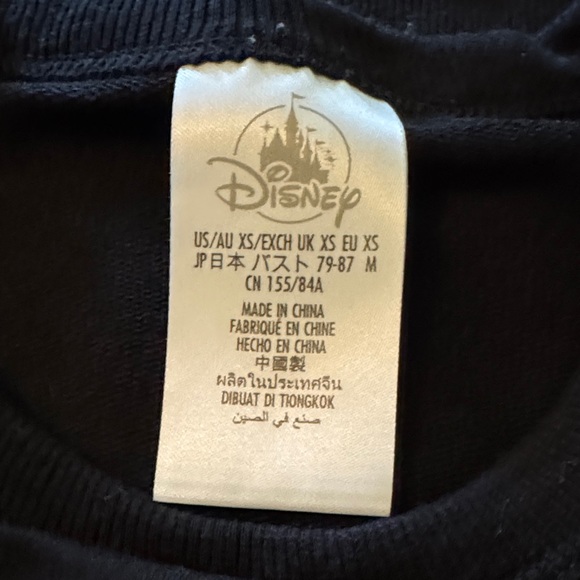 Disney
US/AU XS/EXCH UK XS EU XS
JP日本 バスト 79-87 M
CN 155/84A
MADE IN CHINA
FABRIQUÉ EN CHINE
HECHO EN CHINA
中國製
ผลิตในประเทศจีน
DIBUAT DI TIONGKOK
صنع في الصين